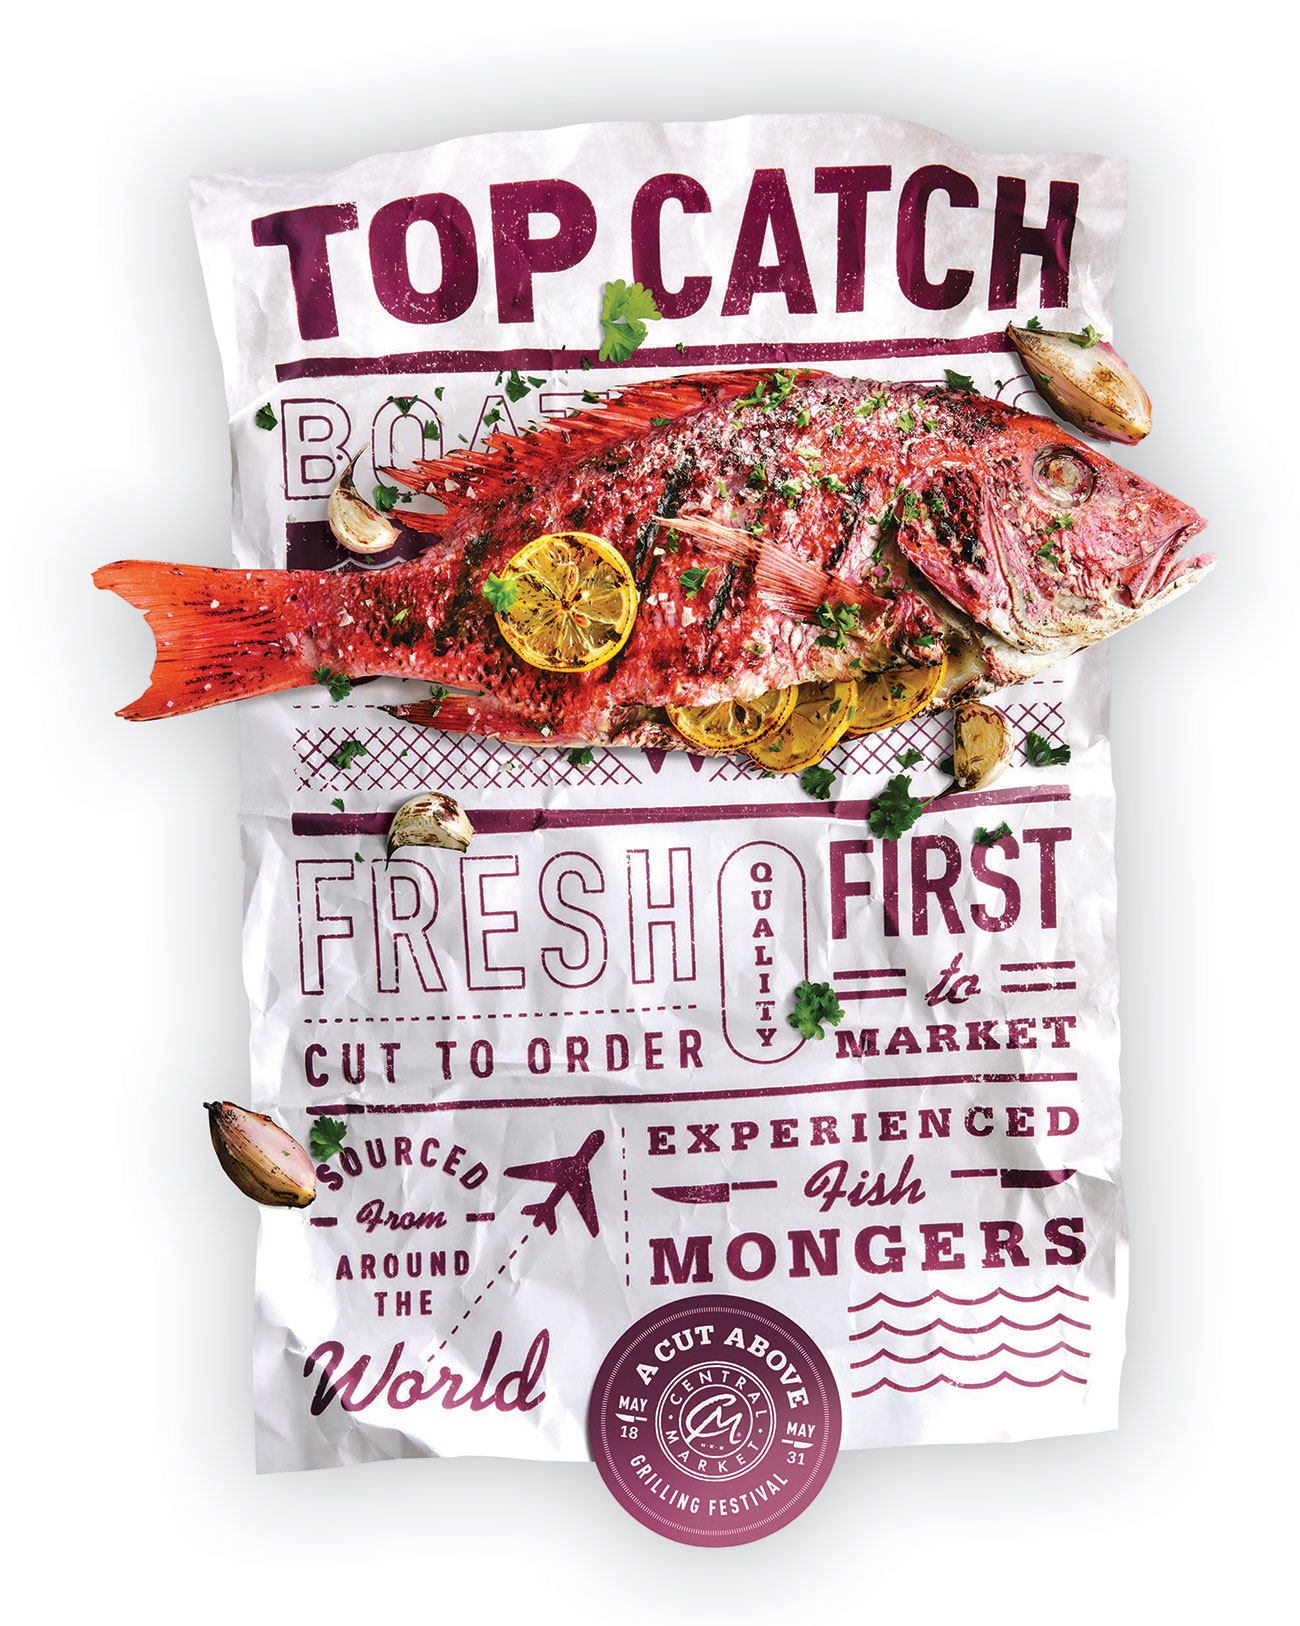 TOP CATCH
FRESH
CUT TO ORDER
QUALITY
FIRST
to
MARKET
SOURCED
From
AROUND
THE
World
EXPERIENCED
Fish
MONGERS
A CUT ABOVE
MAY
18
CENTRAL
CM
H-E-B
MARKET
MAY
31
GRILLING FESTIVAL